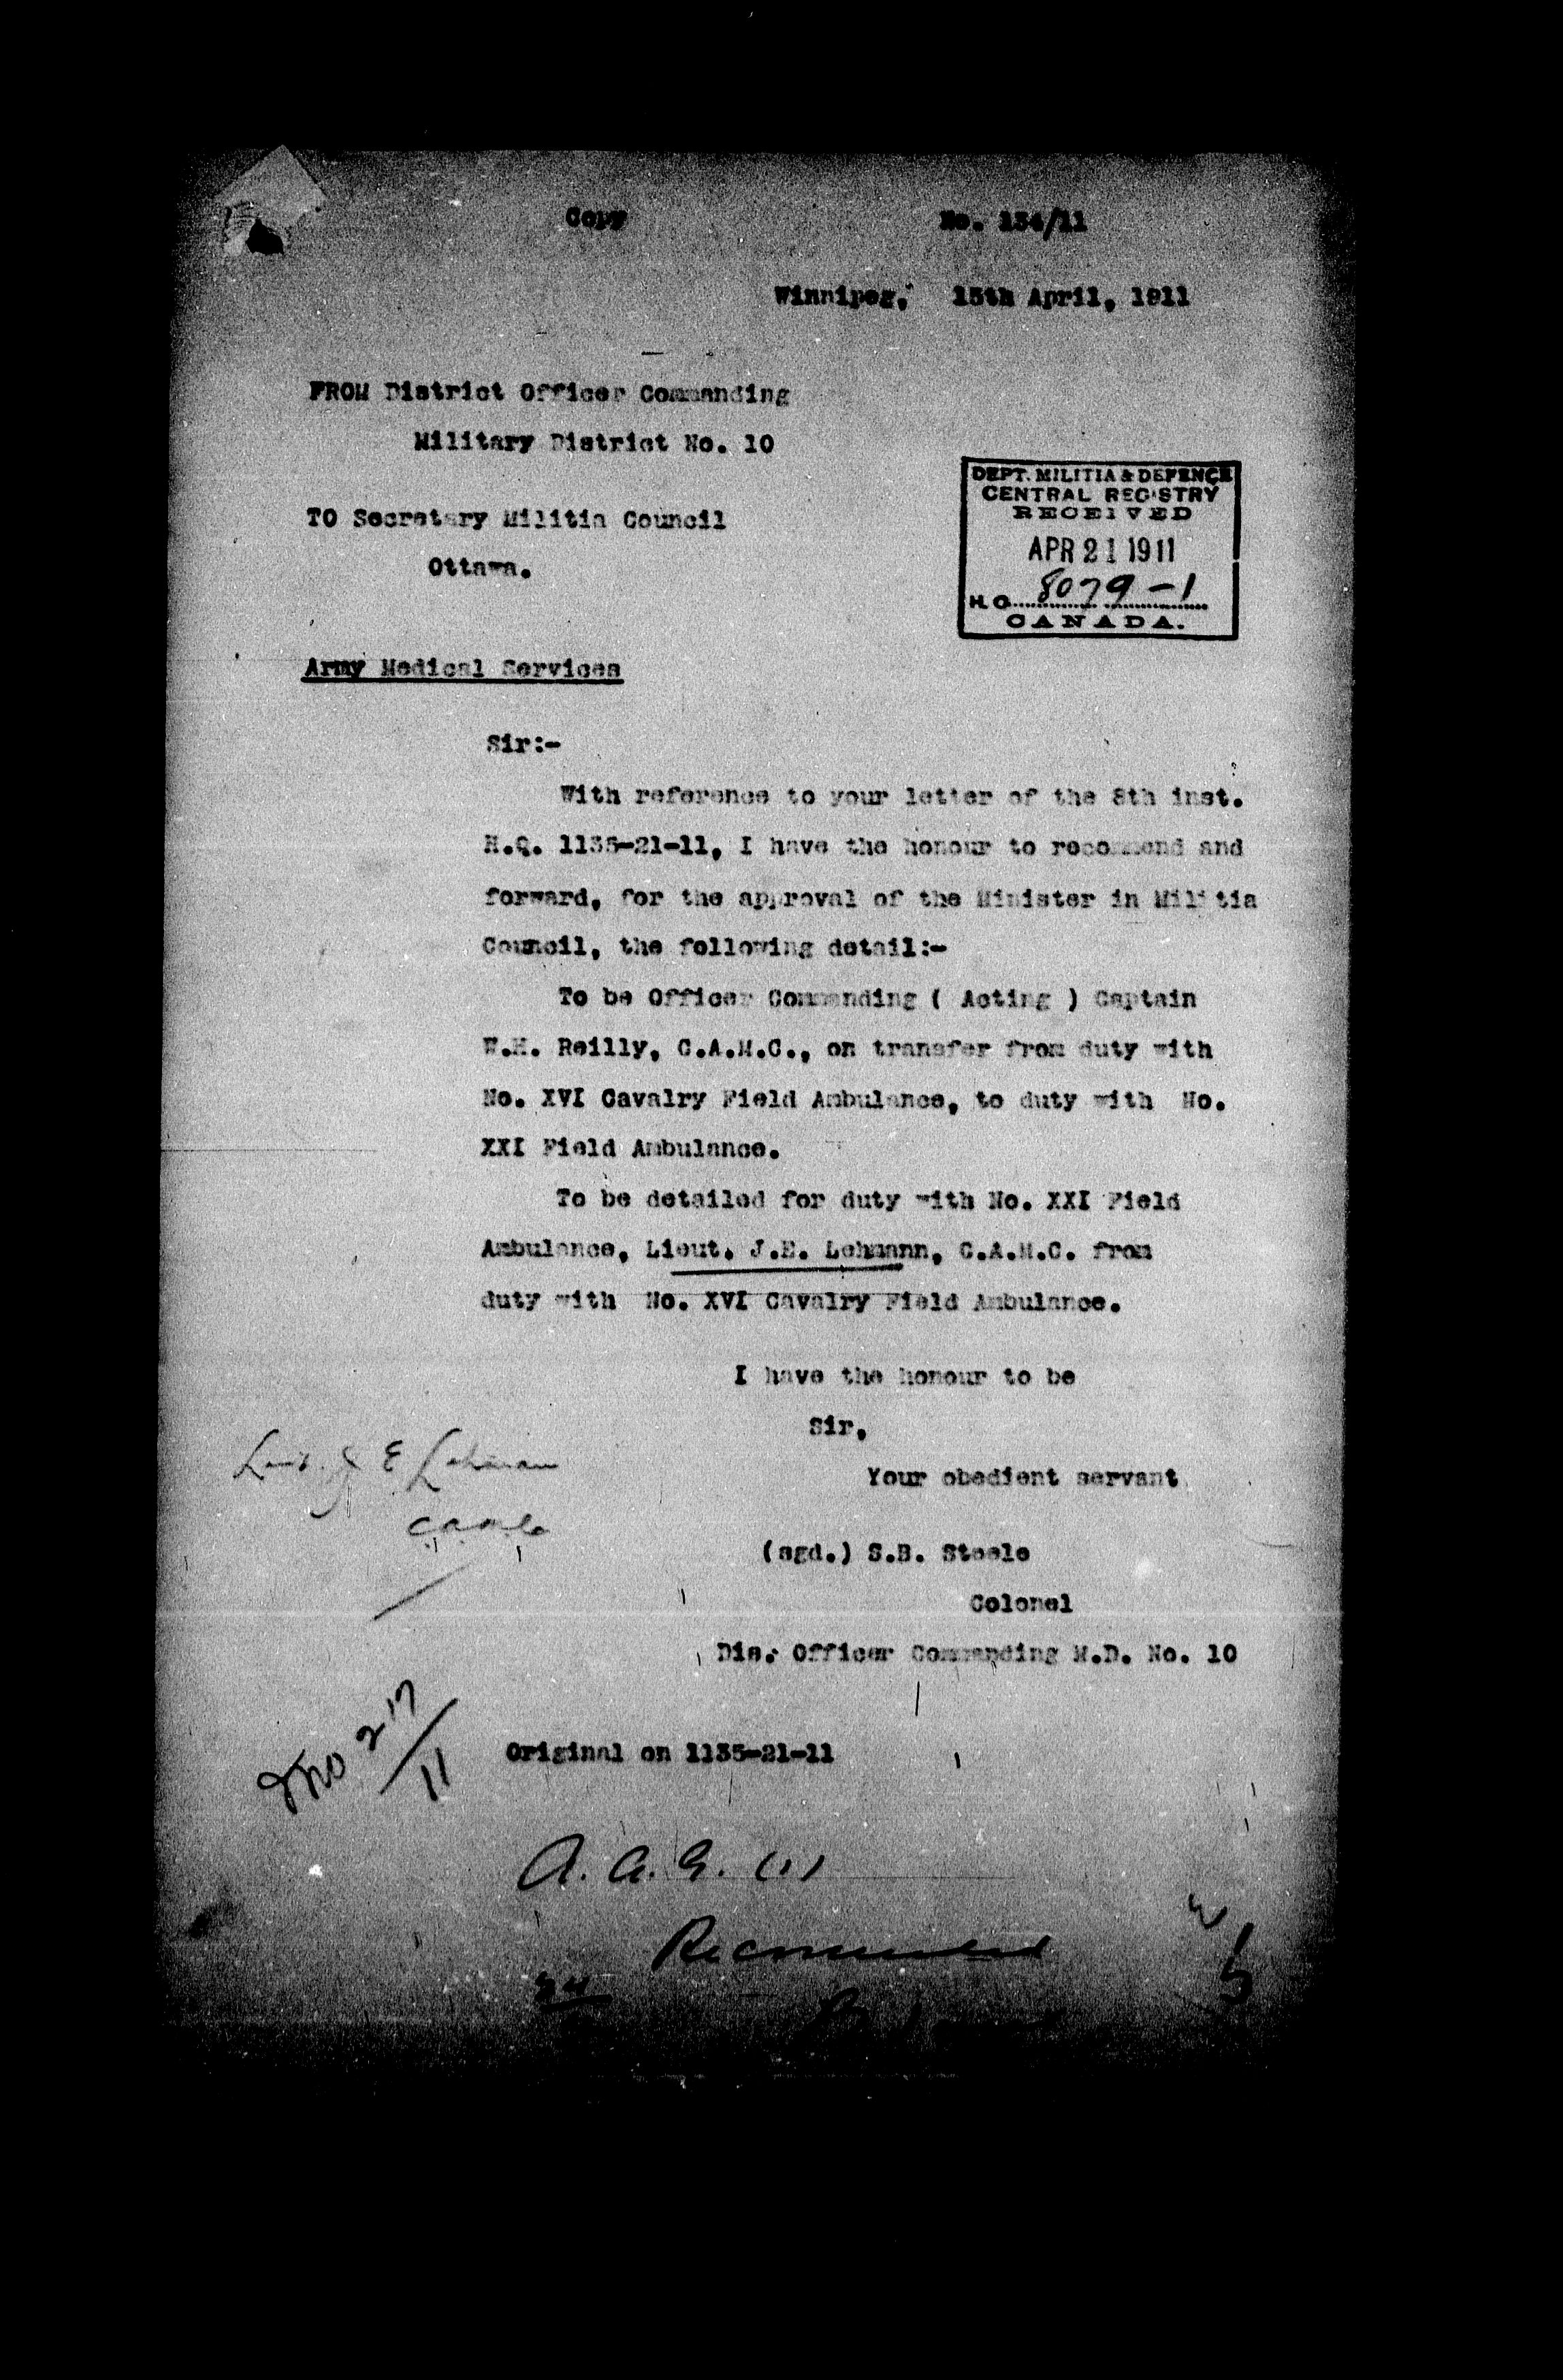 Copy No. 134/11
Winnipeg, 15th April, 1911
FROM District Officer Commanding
Military District No. 10
DEPT. MILITIA & DEFENCE
CENTRAL REGISTRY
RECEIVED
APR 21 1911
H.Q. 8079-1
CANADA.
TO Secretary Militia Council
Ottawa.
Army Medical Services
Sir:-
With reference to your letter of the 8th inst.
H.Q. 1135-21-11, I have the honour to recommend and
forward, for the approval of the Minister in Militia
Council, the following detail:-
To be Officer Commanding ( Acting ) Captain
W.H. Reilly, C.A.M.C., on transfer from duty with
No. XVI Cavalry Field Ambulance, to duty with No.
XXI Field Ambulance.
To be detailed for duty with No. XXI Field
Ambulance, Lieut. J.E. Lehmann, C.A.M.C. from
duty with No. XVI Cavalry Field Ambulance.
I have the honour to be
Sir,
Your obedient servant
Lieut. J E Lehmann
CAMC
(sgd.) S.B. Steele
Colonel
Dis. Officer Commanding M.D. No. 10
Original on 1135-21-11
A.A.G. (1)
Recommend